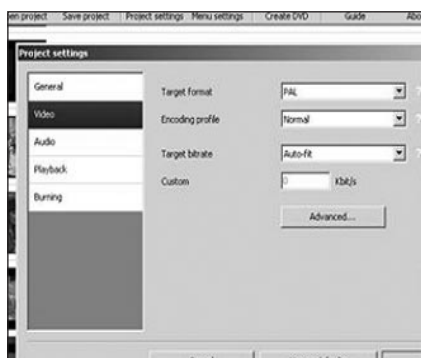 en project Save project Project settings Menu settings Create DVD Guide Abo
Project settings
General
Target format PAL ?
Video
Encoding profile Normal ?
Audio
Target bitrate Auto-fit ?
Playback
Custom 0 Kbit/s
Burning
Advanced...